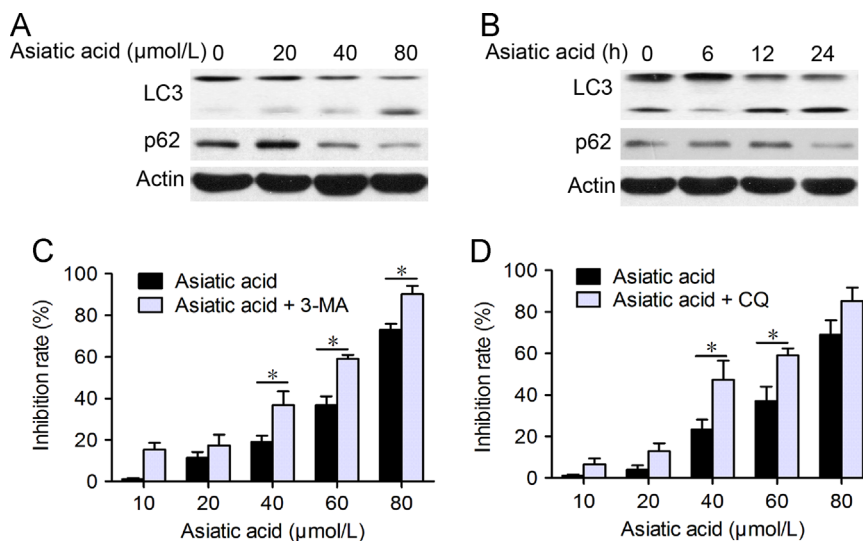 A
Asiatic acid (μmol/L) 0 20 40 80
LC3
p62
Actin
B
Asiatic acid (h) 0 6 12 24
LC3
p62
Actin
C
Inhibition rate (%)
100
80
60
40
20
0
Asiatic acid
Asiatic acid + 3-MA
*
*
*
10 20 40 60 80
Asiatic acid (μmol/L)
D
Inhibition rate (%)
100
80
60
40
20
0
Asiatic acid
Asiatic acid + CQ
*
*
10 20 40 60 80
Asiatic acid (μmol/L)